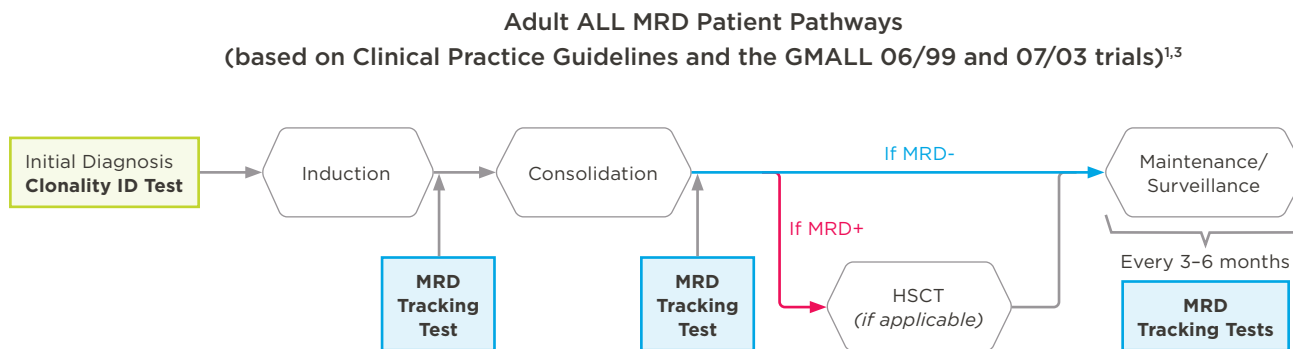 Adult ALL MRD Patient Pathways
(based on Clinical Practice Guidelines and the GMALL 06/99 and 07/03 trials)1,3
Initial Diagnosis
Clonality ID Test
Induction
Consolidation
If MRD-
Maintenance/
Surveillance
If MRD+
MRD
Tracking
Test
MRD
Tracking
Test
HSCT
(if applicable)
Every 3–6 months
MRD
Tracking Tests